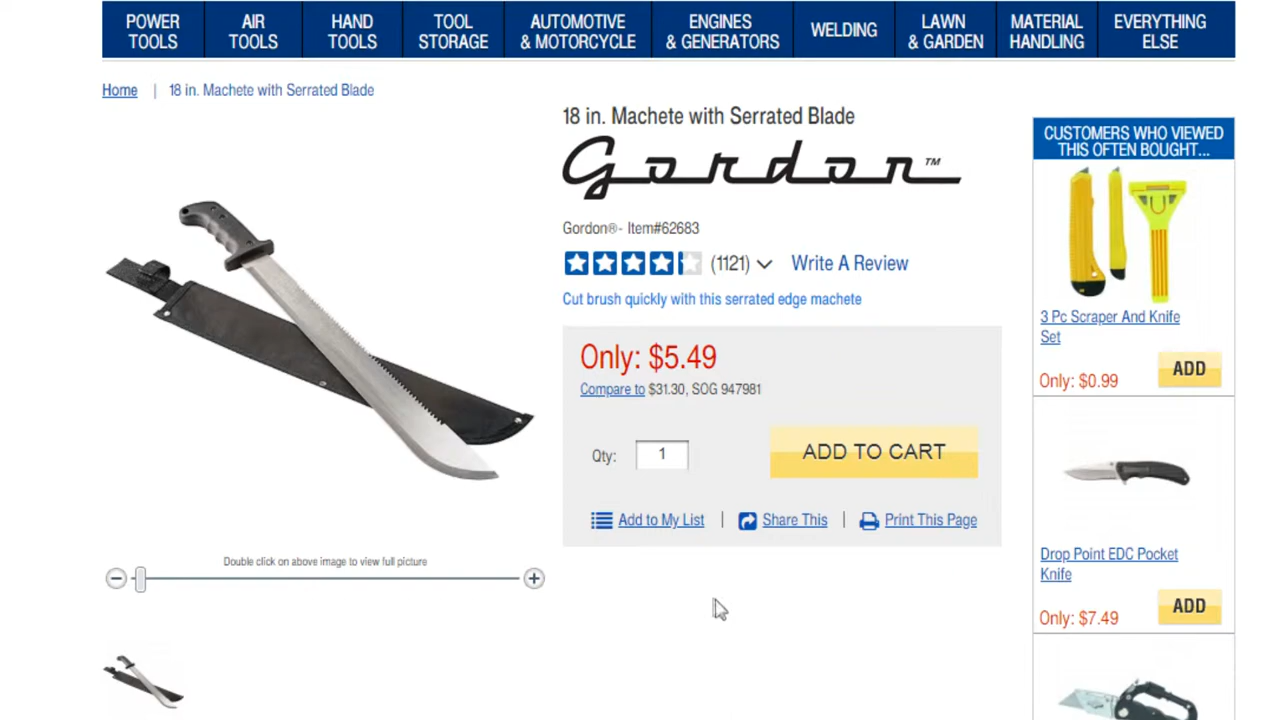 POWER
TOOLS
AIR
TOOLS
HAND
TOOLS
TOOL
STORAGE
AUTOMOTIVE
& MOTORCYCLE
ENGINES
& GENERATORS
WELDING
LAWN
& GARDEN
MATERIAL
HANDLING
EVERYTHING
ELSE
Home | 18 in. Machete with Serrated Blade
18 in. Machete with Serrated Blade
Gordon™
Gordon®- Item#62683
(1121) Write A Review
Cut brush quickly with this serrated edge machete
Only: $5.49
Compare to $31.30, SOG 947981
Qty: 1 ADD TO CART
Add to My List | Share This | Print This Page
Double click on above image to view full picture
CUSTOMERS WHO VIEWED
THIS OFTEN BOUGHT...
3 Pc Scraper And Knife
Set
Only: $0.99 ADD
Drop Point EDC Pocket
Knife
Only: $7.49 ADD